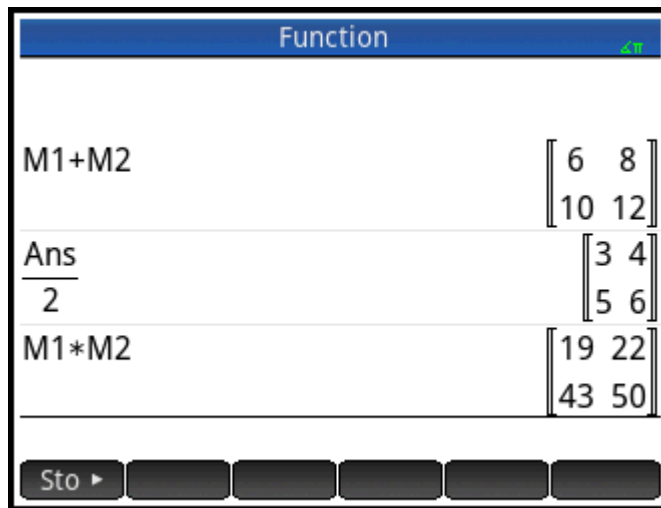 Function
∡π
M1+M2
6 8
10 12
Ans
2
3 4
5 6
M1*M2
19 22
43 50
Sto ►